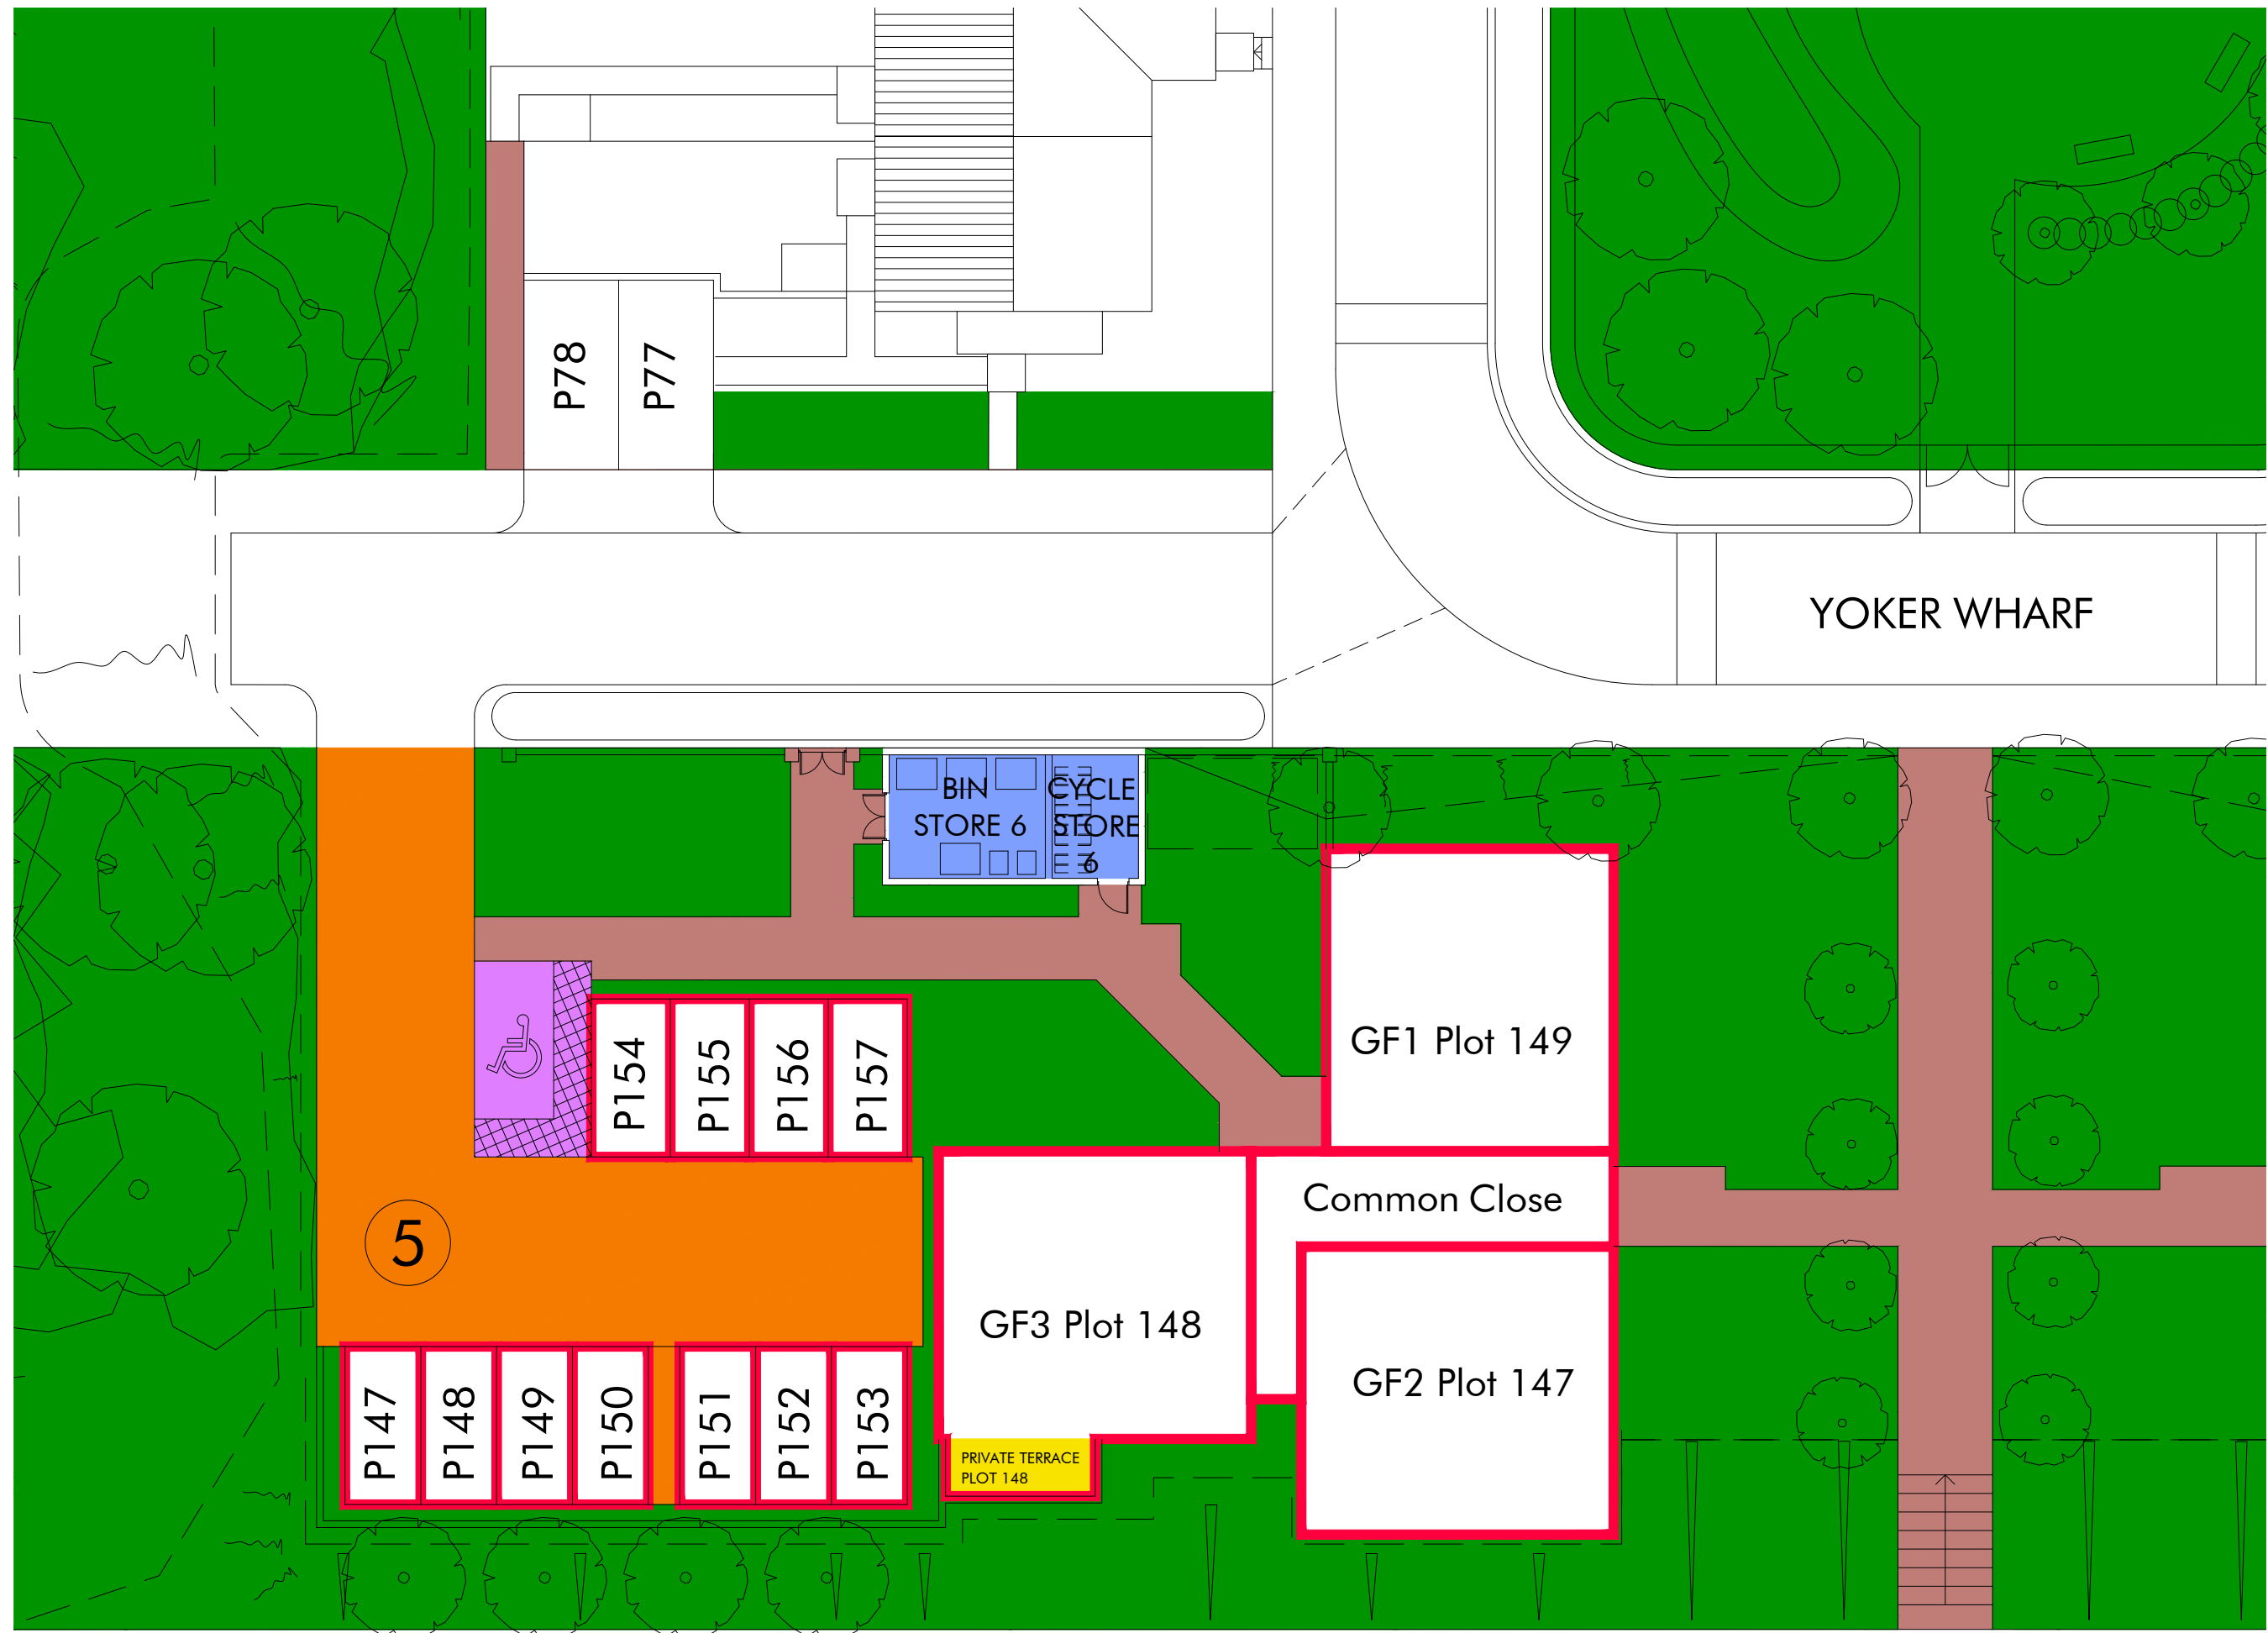 P78
P77
YOKER WHARF
BIN
STORE 6
CYCLE
STORE
6
P154
P155
P156
P157
GF1 Plot 149
Common Close
5
GF3 Plot 148
GF2 Plot 147
P147
P148
P149
P150
P151
P152
P153
PRIVATE TERRACE
PLOT 148